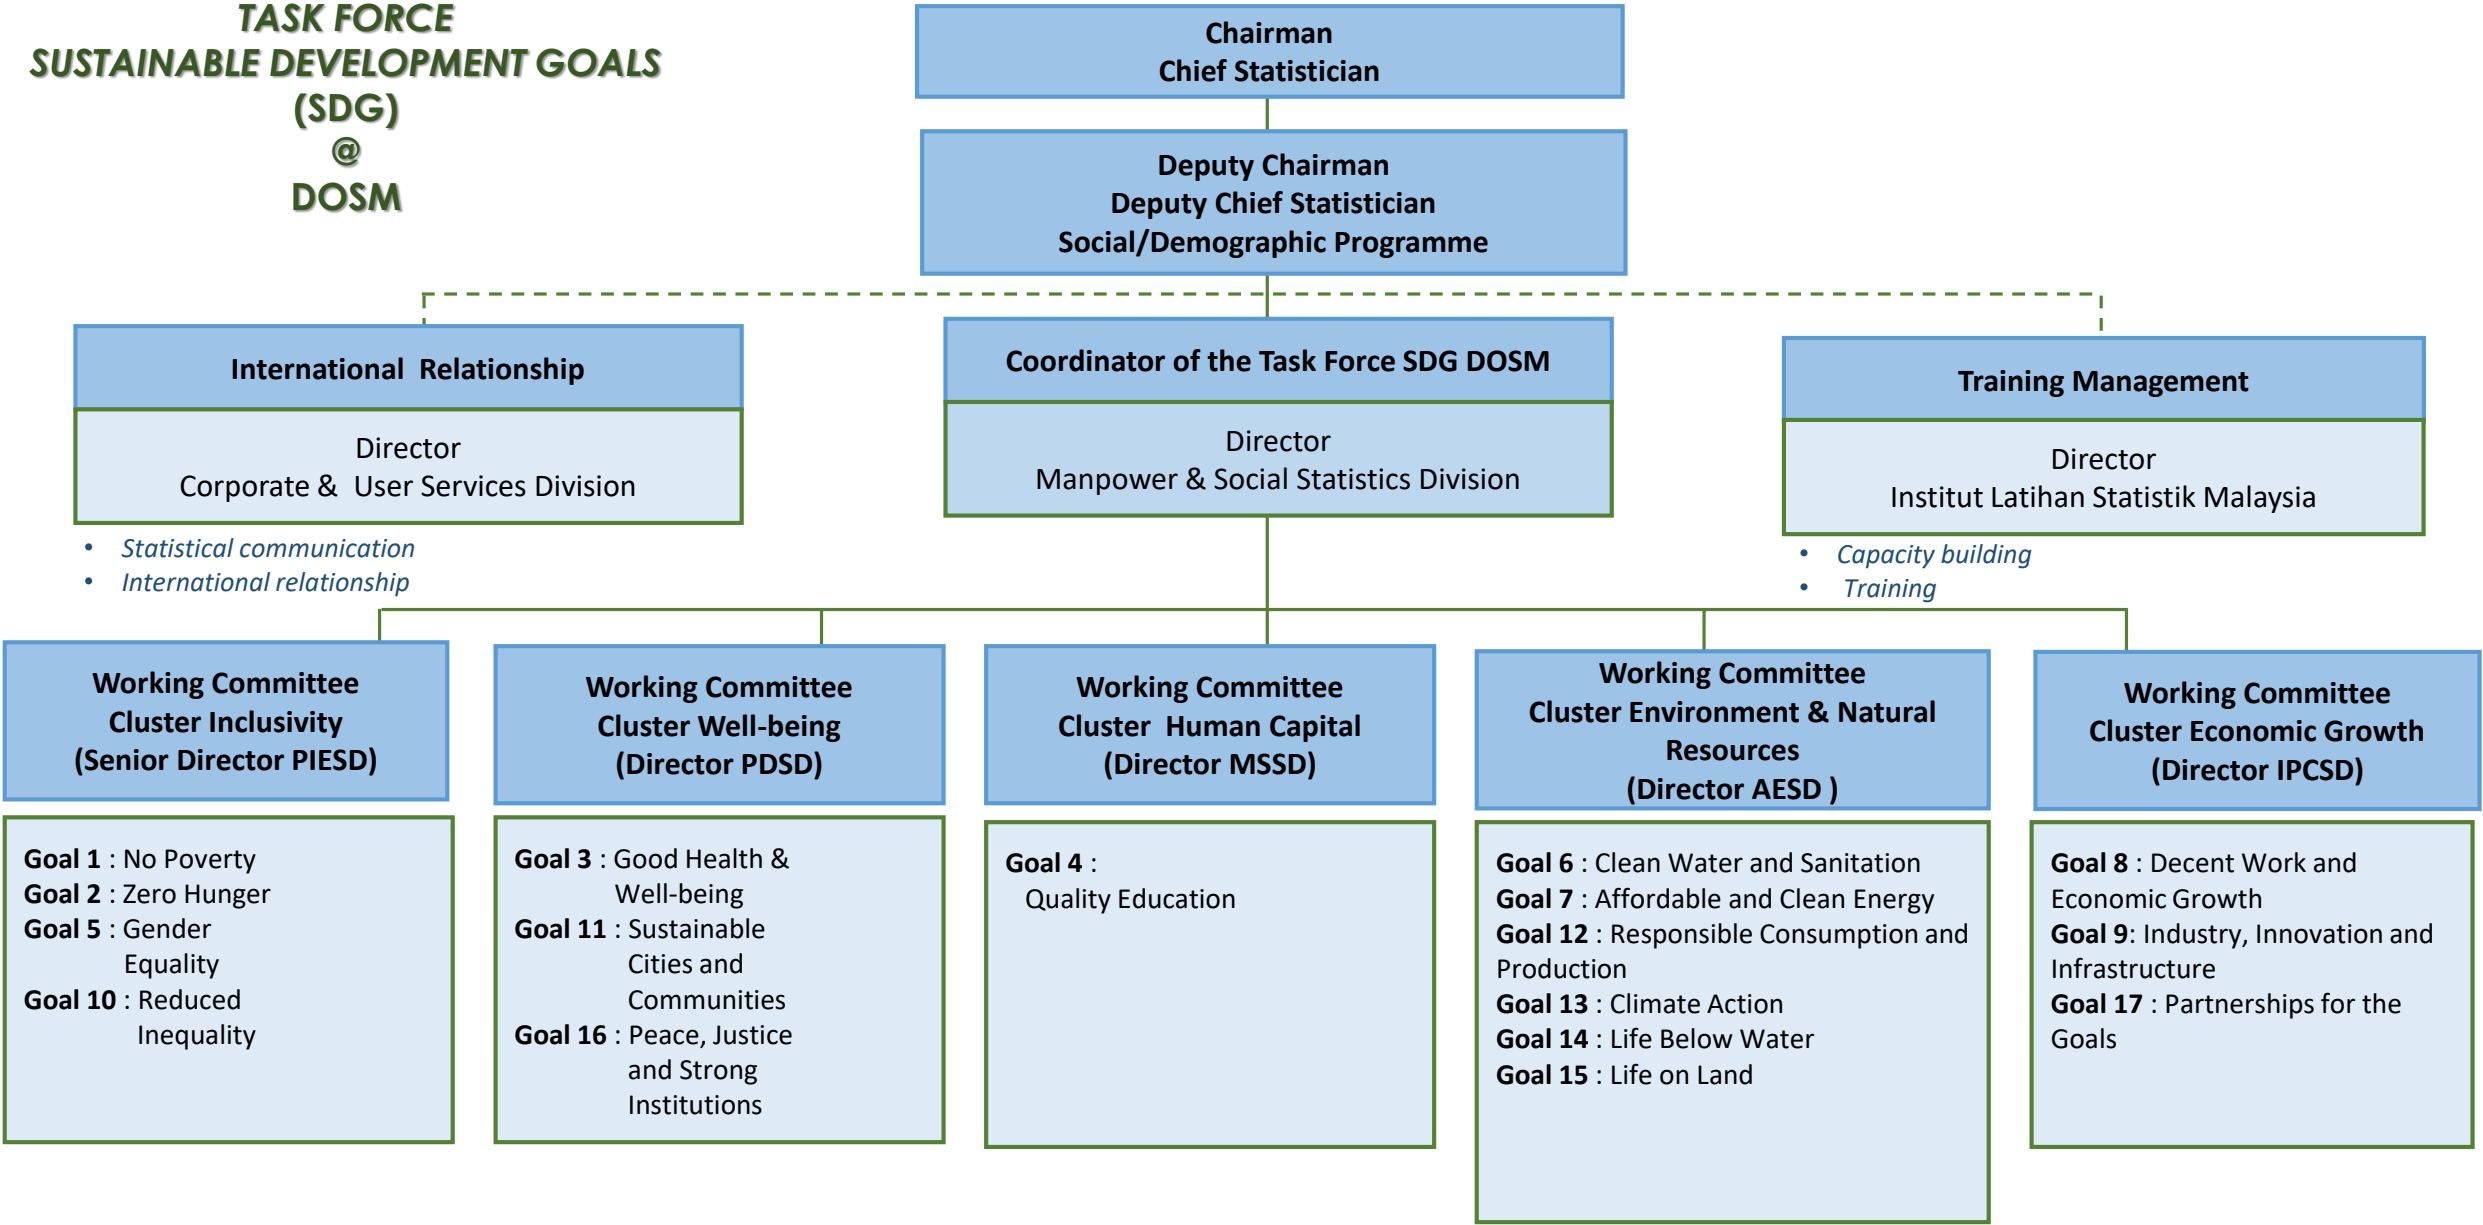 TASK FORCE
SUSTAINABLE DEVELOPMENT GOALS
(SDG)
@
DOSM
Chairman
Chief Statistician
Deputy Chairman
Deputy Chief Statistician
Social/Demographic Programme
International Relationship
Director
Corporate & User Services Division
• Statistical communication
• International relationship
Coordinator of the Task Force SDG DOSM
Director
Manpower & Social Statistics Division
Training Management
Director
Institut Latihan Statistik Malaysia
• Capacity building
• Training
Working Committee
Cluster Inclusivity
(Senior Director PIESD)
Goal 1 : No Poverty
Goal 2 : Zero Hunger
Goal 5 : Gender
Equality
Goal 10 : Reduced
Inequality
Working Committee
Cluster Well-being
(Director PDSD)
Goal 3 : Good Health &
Well-being
Goal 11 : Sustainable
Cities and
Communities
Goal 16 : Peace, Justice
and Strong
Institutions
Working Committee
Cluster Human Capital
(Director MSSD)
Goal 4 :
Quality Education
Working Committee
Cluster Environment & Natural
Resources
(Director AESD )
Goal 6 : Clean Water and Sanitation
Goal 7 : Affordable and Clean Energy
Goal 12 : Responsible Consumption and
Production
Goal 13 : Climate Action
Goal 14 : Life Below Water
Goal 15 : Life on Land
Working Committee
Cluster Economic Growth
(Director IPCSD)
Goal 8 : Decent Work and
Economic Growth
Goal 9: Industry, Innovation and
Infrastructure
Goal 17 : Partnerships for the
Goals